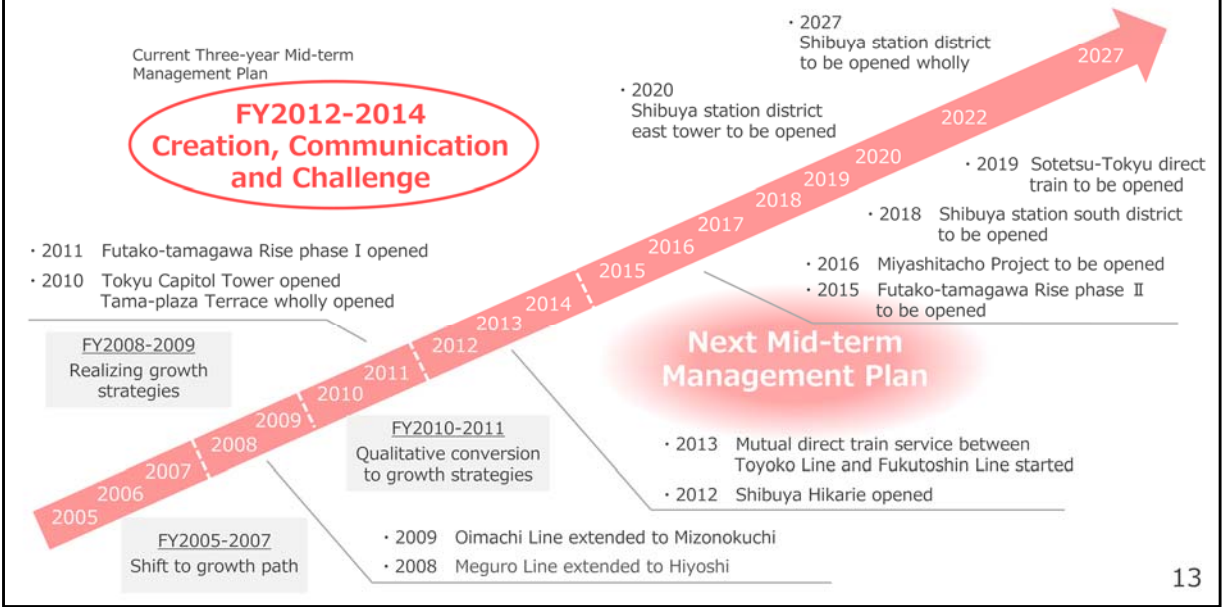 Current Three-year Mid-term
Management Plan
FY2012-2014
Creation, Communication
and Challenge
・2027
Shibuya station district
to be opened wholly
・2020
Shibuya station district
east tower to be opened
・2019 Sotetsu-Tokyu direct
train to be opened
・2018 Shibuya station south district
to be opened
・2016 Miyashitacho Project to be opened
・2015 Futako-tamagawa Rise phase Ⅱ
to be opened
・2011 Futako-tamagawa Rise phase I opened
・2010 Tokyu Capitol Tower opened
Tama-plaza Terrace wholly opened
2005
2006
2007
2008
2009
2010
2011
2012
2013
2014
2015
2016
2017
2018
2019
2020
2022
2027
FY2008-2009
Realizing growth
strategies
Next Mid-term
Management Plan
FY2010-2011
Qualitative conversion
to growth strategies
・2013 Mutual direct train service between
Toyoko Line and Fukutoshin Line started
・2012 Shibuya Hikarie opened
FY2005-2007
Shift to growth path
・2009 Oimachi Line extended to Mizonokuchi
・2008 Meguro Line extended to Hiyoshi
13